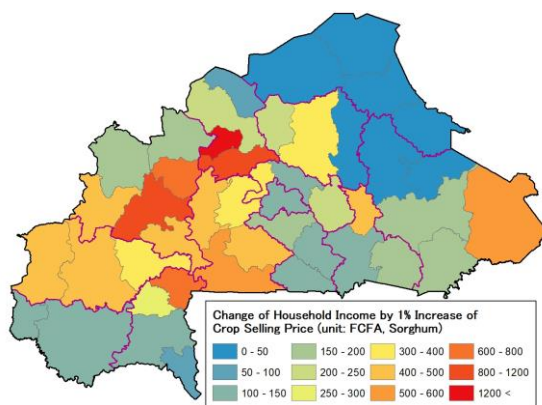 Change of Household Income by 1% Increase of
Crop Selling Price (unit: FCFA, Sorghum)
0 - 50 150 - 200 300 - 400 600 - 800
50 - 100 200 - 250 400 - 500 800 - 1200
100 - 150 250 - 300 500 - 600 1200 <